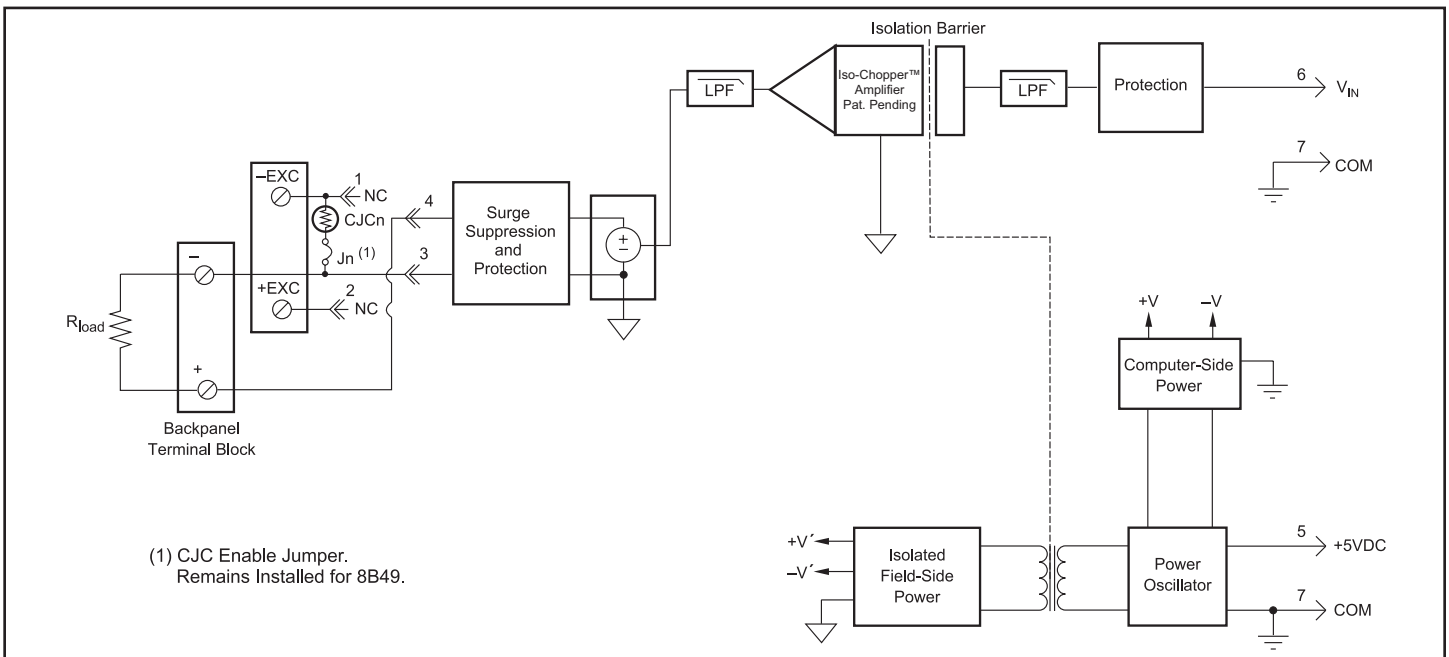 Isolation Barrier
Iso-Chopper™
Amplifier
Pat. Pending
LPF
LPF
Protection
6
VIN
7
COM
–EXC
1
NC
CJCn
Jn (1)
4
3
+EXC
2
NC
Surge
Suppression
and
Protection
+
–
–
+
Rload
Backpanel
Terminal Block
+V
–V
Computer-Side
Power
(1) CJC Enable Jumper.
Remains Installed for 8B49.
+V´
–V´
Isolated
Field-Side
Power
Power
Oscillator
5
+5VDC
7
COM